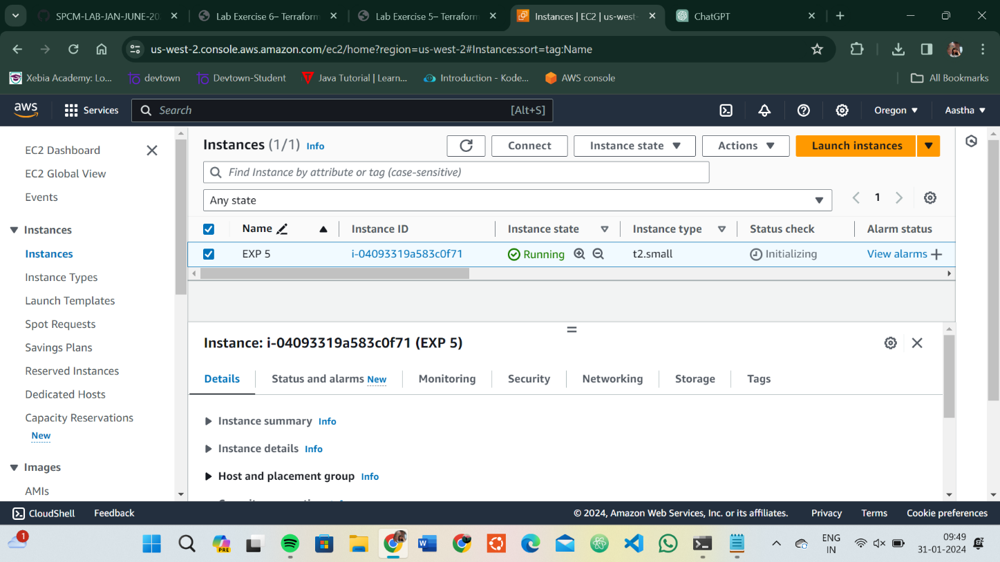 SPCM-LAB-JAN-JUNE-20
Lab Exercise 6– Terraform
Lab Exercise 5– Terraform
Instances | EC2 | us-west-
ChatGPT
us-west-2.console.aws.amazon.com/ec2/home?region=us-west-2#Instances:sort=tag:Name
Xebia Academy: Lo...
devtown
Devtown-Student
Java Tutorial | Learn...
Introduction - Kode...
AWS console
All Bookmarks
aws
Services
Search
[Alt+S]
Oregon
Aastha
EC2 Dashboard
EC2 Global View
Events
Instances
Instances
Instance Types
Launch Templates
Spot Requests
Savings Plans
Reserved Instances
Dedicated Hosts
Capacity Reservations
New
Images
AMIs
Instances (1/1) Info
Connect
Instance state
Actions
Launch instances
Find Instance by attribute or tag (case-sensitive)
Any state
1
Name
Instance ID
Instance state
Instance type
Status check
Alarm status
EXP 5
i-04093319a583c0f71
Running
t2.small
Initializing
View alarms
Instance: i-04093319a583c0f71 (EXP 5)
Details
Status and alarms New
Monitoring
Security
Networking
Storage
Tags
Instance summary Info
Instance details Info
Host and placement group Info
CloudShell
Feedback
© 2024, Amazon Web Services, Inc. or its affiliates.
Privacy
Terms
Cookie preferences
1
PRE
W
ENG
IN
09:49
31-01-2024